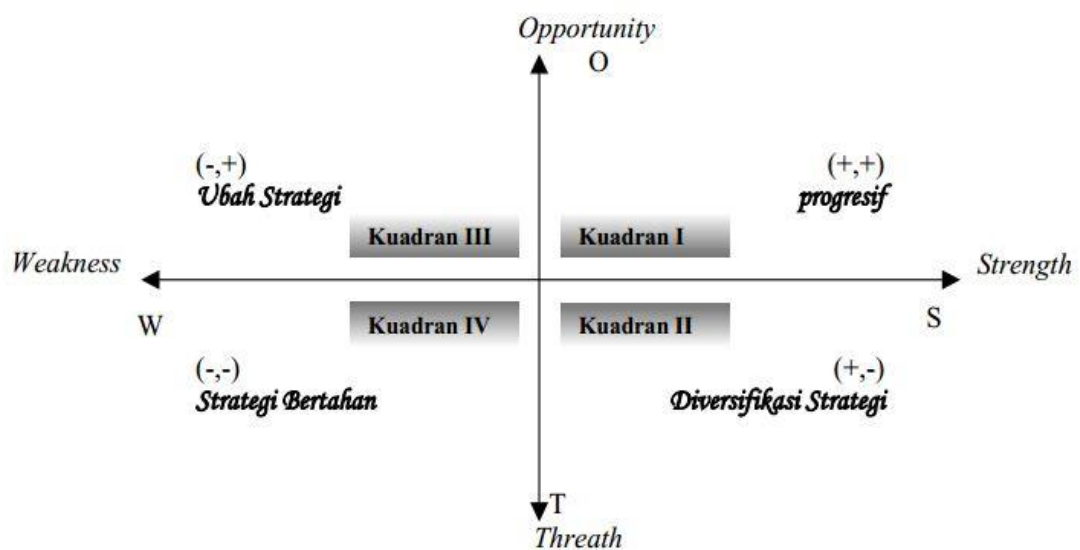 Opportunity
O
(-,+)
Ubah Strategi
(+,+)
progresif
Kuadran III
Kuadran I
Weakness
Strength
W
S
Kuadran IV
Kuadran II
(-,-)
Strategi Bertahan
(+,-)
Diversifikasi Strategi
T
Threath